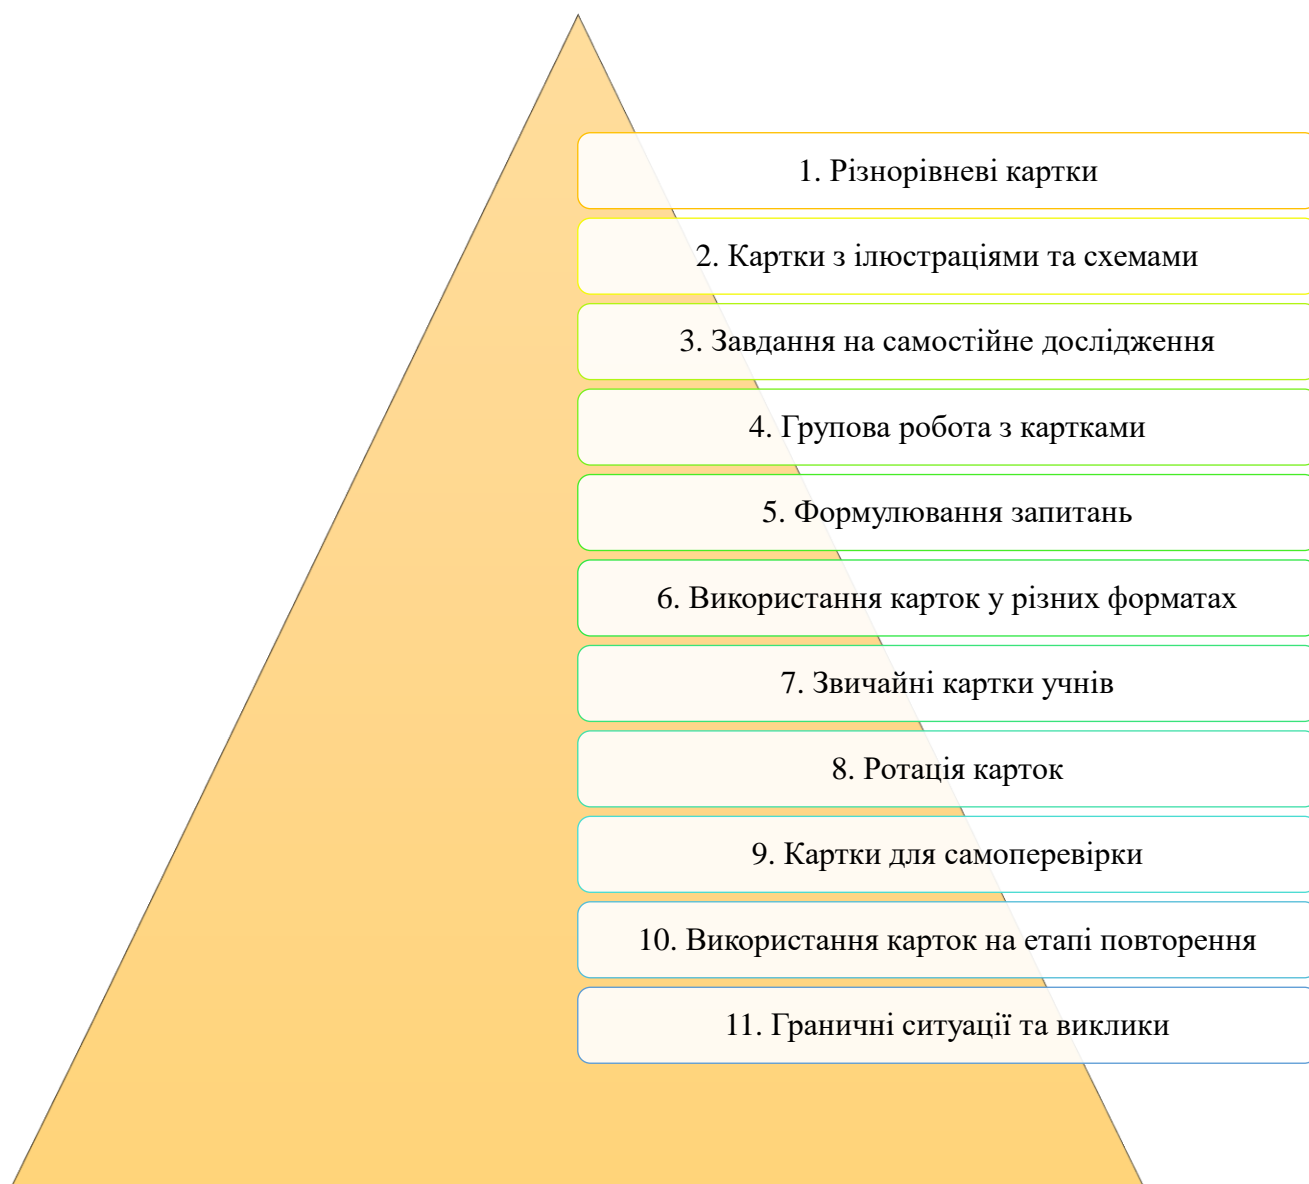 1. Різнорівневі картки
2. Картки з ілюстраціями та схемами
3. Завдання на самостійне дослідження
4. Групова робота з картками
5. Формулювання запитань
6. Використання карток у різних форматах
7. Звичайні картки учнів
8. Ротація карток
9. Картки для самоперевірки
10. Використання карток на етапі повторення
11. Граничні ситуації та виклики